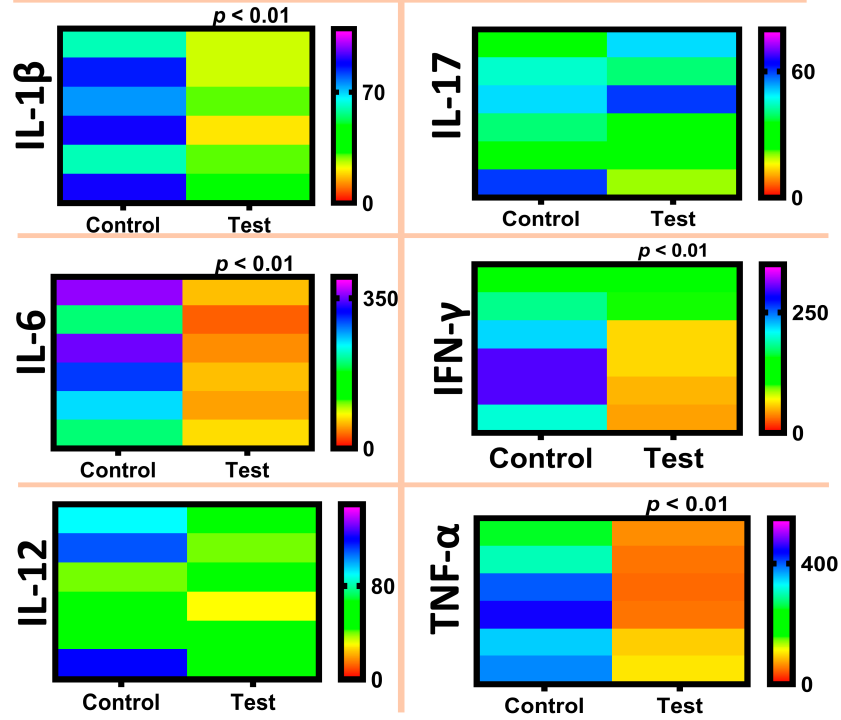 p < 0.01
IL-1β
70
0
Control Test
IL-17
60
0
Control Test
p < 0.01
IL-6
350
0
Control Test
p < 0.01
IFN-γ
250
0
Control Test
IL-12
80
0
Control Test
p < 0.01
TNF-α
400
0
Control Test